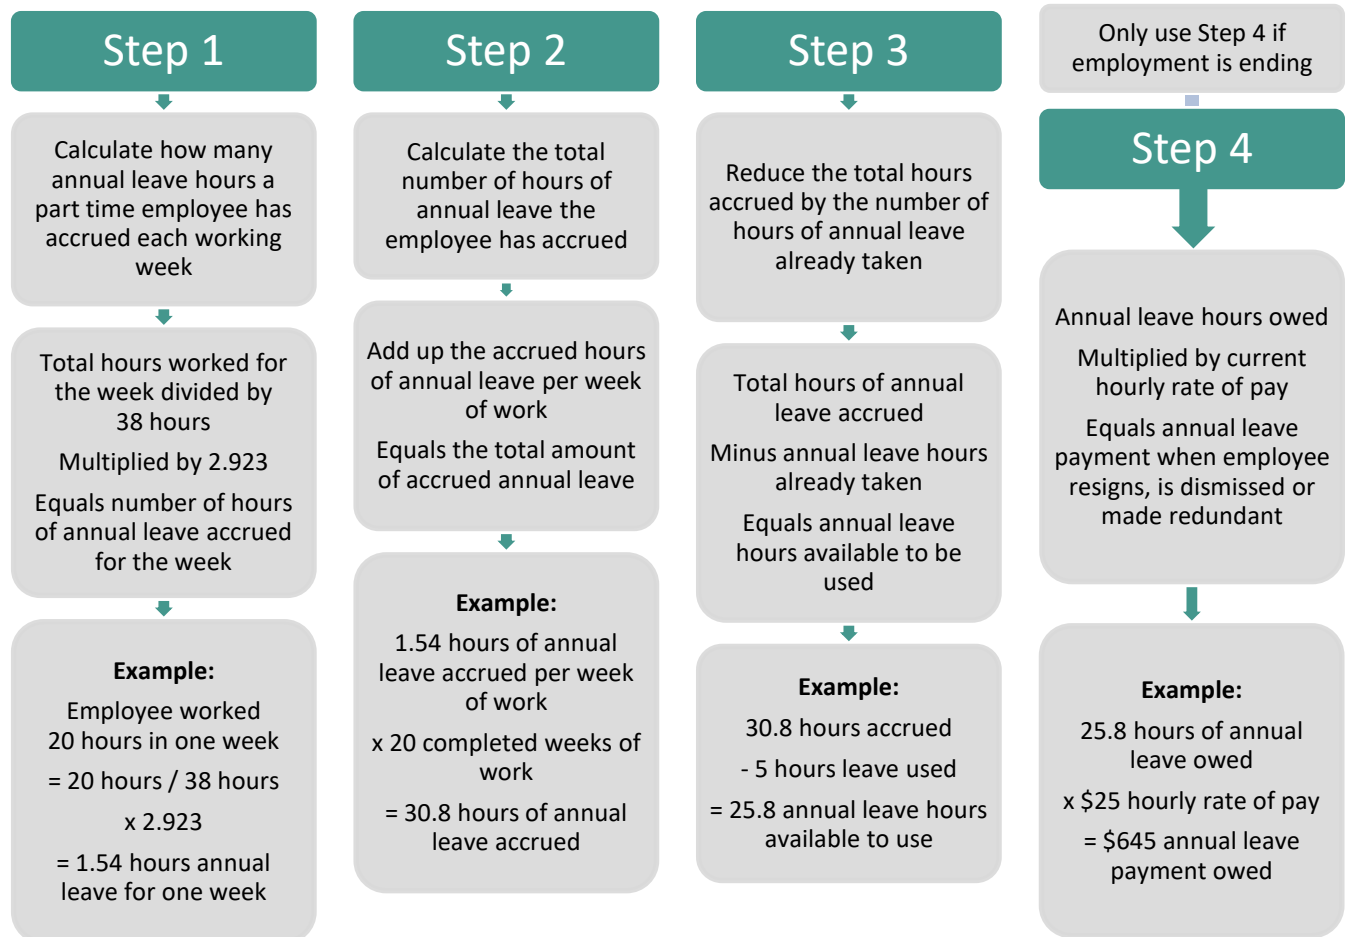 Step 1
Calculate how many
annual leave hours a
part time employee has
accrued each working
week
Total hours worked for
the week divided by
38 hours
Multiplied by 2.923
Equals number of hours
of annual leave accrued
for the week
Example:
Employee worked
20 hours in one week
= 20 hours / 38 hours
x 2.923
= 1.54 hours annual
leave for one week
Step 2
Calculate the total
number of hours of
annual leave the
employee has accrued
Add up the accrued hours
of annual leave per week
of work
Equals the total amount
of accrued annual leave
Example:
1.54 hours of annual
leave accrued per week
of work
x 20 completed weeks of
work
= 30.8 hours of annual
leave accrued
Step 3
Reduce the total hours
accrued by the number of
hours of annual leave
already taken
Total hours of annual
leave accrued
Minus annual leave hours
already taken
Equals annual leave
hours available to be
used
Example:
30.8 hours accrued
- 5 hours leave used
= 25.8 annual leave hours
available to use
Only use Step 4 if
employment is ending
Step 4
Annual leave hours owed
Multiplied by current
hourly rate of pay
Equals annual leave
payment when employee
resigns, is dismissed or
made redundant
Example:
25.8 hours of annual
leave owed
x $25 hourly rate of pay
= $645 annual leave
payment owed